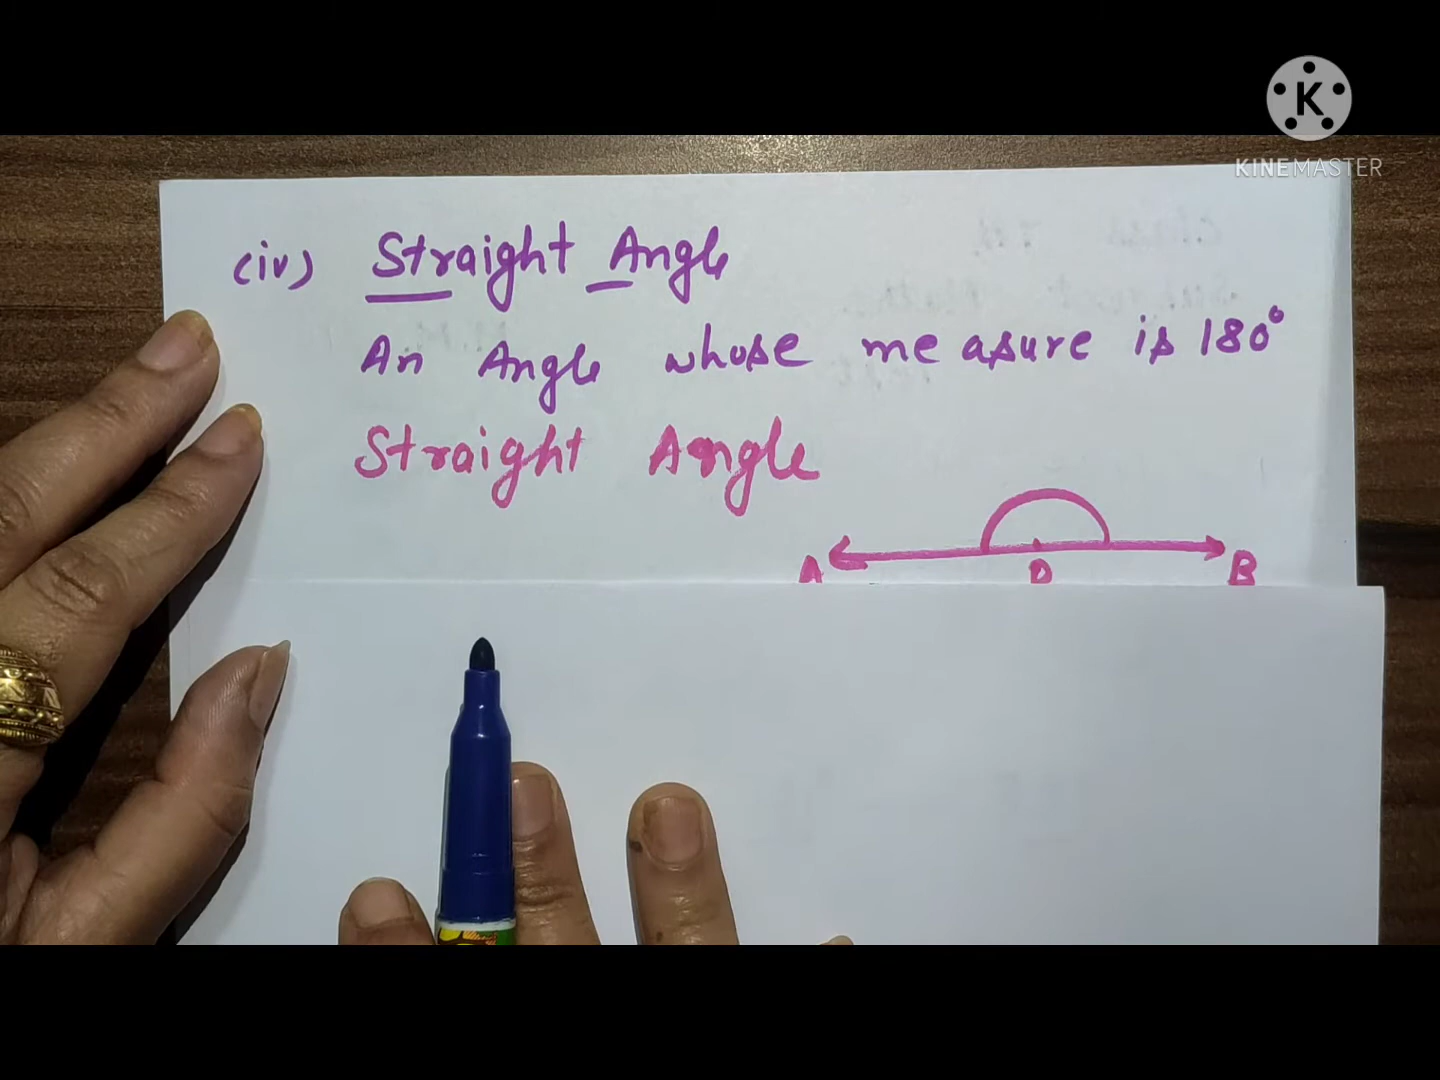 K
KINEMASTER
(iv) Straight Angle
An Angle whose measure is 180°
Straight Angle
A B